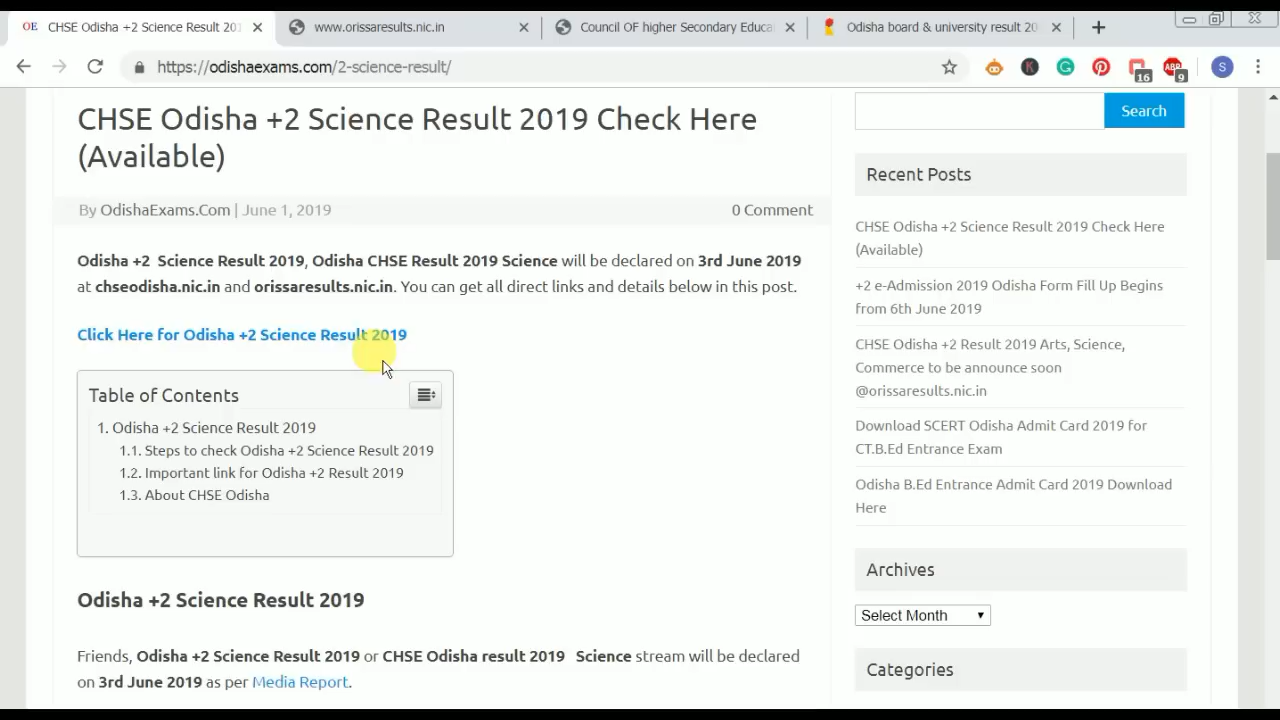 OE CHSE Odisha +2 Science Result 201
www.orissaresults.nic.in
Council OF higher Secondary Educa
Odisha board & university result 20
https://odishaexams.com/2-science-result/
K
G
16
ABP
9
S
CHSE Odisha +2 Science Result 2019 Check Here
(Available)
By OdishaExams.Com | June 1, 2019
0 Comment
Odisha +2 Science Result 2019, Odisha CHSE Result 2019 Science will be declared on 3rd June 2019
at chseodisha.nic.in and orissaresults.nic.in. You can get all direct links and details below in this post.
Click Here for Odisha +2 Science Result 2019
Table of Contents
1. Odisha +2 Science Result 2019
1.1. Steps to check Odisha +2 Science Result 2019
1.2. Important link for Odisha +2 Result 2019
1.3. About CHSE Odisha
Odisha +2 Science Result 2019
Friends, Odisha +2 Science Result 2019 or CHSE Odisha result 2019 Science stream will be declared
on 3rd June 2019 as per Media Report.
Search
Recent Posts
CHSE Odisha +2 Science Result 2019 Check Here
(Available)
+2 e-Admission 2019 Odisha Form Fill Up Begins
from 6th June 2019
CHSE Odisha +2 Result 2019 Arts, Science,
Commerce to be announce soon
@orissaresults.nic.in
Download SCERT Odisha Admit Card 2019 for
CT.B.Ed Entrance Exam
Odisha B.Ed Entrance Admit Card 2019 Download
Here
Archives
Select Month
Categories